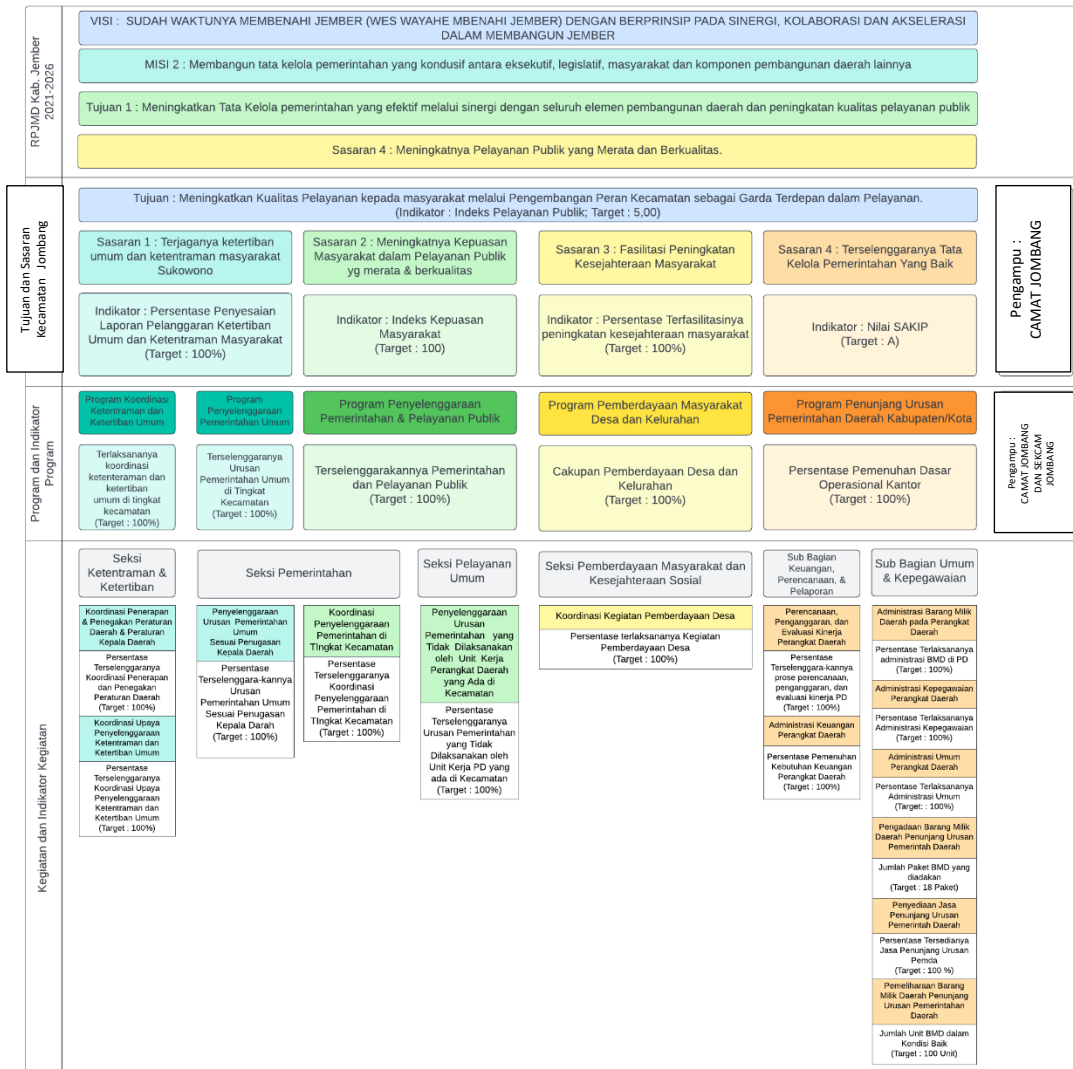 RPJMD Kab. Jember
2021-2026
VISI : SUDAH WAKTUNYA MEMBENAHI JEMBER (WES WAYAHE MBENAHI JEMBER) DENGAN BERPRINSIP PADA SINERGI, KOLABORASI DAN AKSELERASI
DALAM MEMBANGUN JEMBER
MISI 2 : Membangun tata kelola pemerintahan yang kondusif antara eksekutif, legislatif, masyarakat dan komponen pembangunan daerah lainnya
Tujuan 1 : Meningkatkan Tata Kelola pemerintahan yang efektif melalui sinergi dengan seluruh elemen pembangunan daerah dan peningkatan kualitas pelayanan publik
Sasaran 4 : Meningkatnya Pelayanan Publik yang Merata dan Berkualitas.
Tujuan dan Sasaran
Kecamatan Jombang
Tujuan : Meningkatkan Kualitas Pelayanan kepada masyarakat melalui Pengembangan Peran Kecamatan sebagai Garda Terdepan dalam Pelayanan.
(Indikator : Indeks Pelayanan Publik; Target : 5,00)
Sasaran 1 : Terjaganya ketertiban
umum dan ketentraman masyarakat
Sukowono
Sasaran 2 : Meningkatnya Kepuasan
Masyarakat dalam Pelayanan Publik
yg merata & berkualitas
Sasaran 3 : Fasilitasi Peningkatan
Kesejahteraan Masyarakat
Sasaran 4 : Terselenggaranya Tata
Kelola Pemerintahan Yang Baik
Indikator : Persentase Penyesaian
Laporan Pelanggaran Ketertiban
Umum dan Ketentraman Masyarakat
(Target : 100%)
Indikator : Indeks Kepuasan
Masyarakat
(Target : 100)
Indikator : Persentase Terfasilitasinya
peningkatan kesejahteraan masyarakat
(Target : 100%)
Indikator : Nilai SAKIP
(Target : A)
Pengampu :
CAMAT JOMBANG
Program dan Indikator
Program
Program Koordinasi
Ketentraman dan
Ketertiban Umum
Program
Penyelenggaraan
Pemerintahan Umum
Program Penyelenggaraan
Pemerintahan & Pelayanan Publik
Program Pemberdayaan Masyarakat
Desa dan Kelurahan
Program Penunjang Urusan
Pemerintahan Daerah Kabupaten/Kota
Terlaksananya
koordinasi
ketenteraman dan
ketertiban
umum di tingkat
kecamatan
(Target : 100%)
Terselenggaranya
Urusan
Pemerintahan Umum
di Tingkat
Kecamatan
(Target : 100%)
Terselenggarakannya Pemerintahan
dan Pelayanan Publik
(Target : 100%)
Cakupan Pemberdayaan Desa dan
Kelurahan
(Target : 100%)
Persentase Pemenuhan Dasar
Operasional Kantor
(Target : 100%)
Pengampu :
CAMAT JOMBANG
DAN SEKCAM
JOMBANG
Kegiatan dan Indikator Kegiatan
Seksi
Ketentraman &
Ketertiban
Koordinasi Penerapan
& Penegakan Peraturan
Daerah & Peraturan
Kepala Daerah
Persentase
Terselenggaranya
Koordinasi Penerapan
dan Penegakan
Peraturan Daerah
(Target : 100%)
Koordinasi Upaya
Penyelenggaraan
Ketentraman dan
Ketertiban Umum
Persentase
Terselenggaranya
Koordinasi Upaya
Penyelenggaraan
Ketentraman dan
Ketertiban Umum
(Target : 100%)
Seksi Pemerintahan
Penyelenggaraan
Urusan Pemerintahan
Umum
Sesuai Penugasan
Kepala Daerah
Persentase
Terselenggara-kannya
Urusan
Pemerintahan Umum
Sesuai Penugasan
Kepala Darah
(Target : 100%)
Koordinasi
Penyelenggaraan
Pemerintahan di
TIngkat Kecamatan
Persentase
Terselenggaranya
Koordinasi
Penyelenggaraan
Pemerintahan di
TIngkat Kecamatan
(Target : 100%)
Seksi Pelayanan
Umum
Penyelenggaraan
Urusan
Pemerintahan yang
Tidak Dilaksanakan
oleh Unit Kerja
Perangkat Daerah
yang Ada di
Kecamatan
Persentase
Terselenggaranya
Urusan Pemerintahan
yang Tidak
Dilaksanakan oleh
Unit Kerja PD yang
ada di Kecamatan
(Target : 100%)
Seksi Pemberdayaan Masyarakat dan
Kesejahteraan Sosial
Koordinasi Kegiatan Pemberdayaan Desa
Persentase terlaksananya Kegiatan
Pemberdayaan Desa
(Target : 100%)
Sub Bagian
Keuangan,
Perencanaan, &
Pelaporan
Perencanaan,
Penganggaran, dan
Evaluasi Kinerja
Perangkat Daerah
Persentase
Terselenggara-kannya
prose perencanaan,
penganggaran, dan
evaluasi kinerja PD
(Target : 100%)
Administrasi Keuangan
Perangkat Daerah
Persentase Pemenuhan
Kebutuhan Keuangan
Perangkat Daerah
(Target : 100%)
Sub Bagian Umum
& Kepegawaian
Administrasi Barang Milik
Daerah pada Perangkat
Daerah
Persentase Terlaksananya
administrasi BMD di PD
(Target : 100%)
Administrasi Kepegawaian
Perangkat Daerah
Persentase Terlaksananya
Administrasi Kepegawaian
(Target : 100%)
Administrasi Umum
Perangkat Daerah
Persentase Terlaksananya
Administrasi Umum
(Target: : 100%)
Pengadaan Barang Milik
Daerah Penunjang Urusan
Pemerintah Daerah
Jumlah Paket BMD yang
diadakan
(Target : 18 Paket)
Penyediaan Jasa
Penunjang Urusan
Pemerintah Daerah
Persentase Tersedianya
Jasa Penunjang Urusan
Pemda
(Target : 100 %)
Pemeliharaan Barang
Milik Daerah Penunjang
Urusan Pemerintahan
Daerah
Jumlah Unit BMD dalam
Kondisi Baik
(Target : 100 Unit)